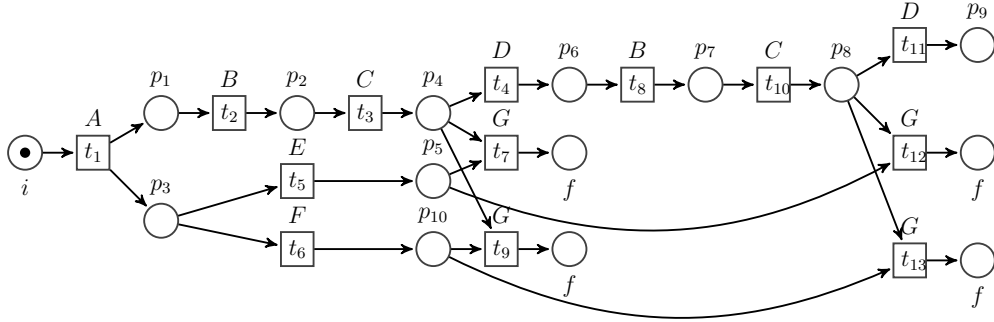 D p₉
D p₆ B p₇ C p₈ t₁₁
p₁ B p₂ C p₄ t₄ t₈ t₁₀
A t₂ t₃ G G
i t₁ E p₅ t₇ f t₁₂ f
p₃ t₅
F p₁₀ G G
t₆ t₉ f t₁₃ f